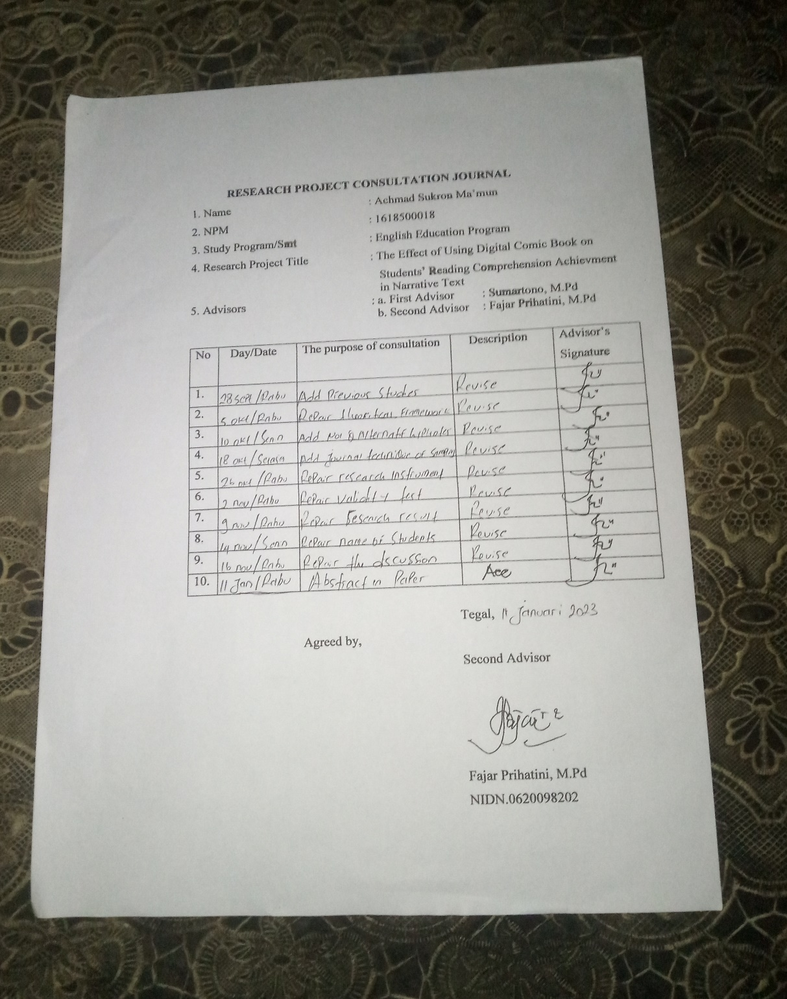 RESEARCH PROJECT CONSULTATION JOURNAL
1. Name : Achmad Sukron Ma'mun
2. NPM : 1618500018
3. Study Program/Smt : English Education Program
4. Research Project Title : The Effect of Using Digital Comic Book on
Students' Reading Comprehension Achievment
in Narrative Text
5. Advisors : a. First Advisor : Sumartono, M.Pd
b. Second Advisor : Fajar Prihatini, M.Pd
No Day/Date The purpose of consultation Description Advisor's Signature
1. 28 Sept /Rabu Add Previous Studies Revise
2. 5 okt/Rabu Repair theoritical Framework Revise
3. 10 okt/Senn Add Alternatif Revise
4. 18 okt/Selasa Add journal technique of Revise
5. 26 okt/Rabu Repair research instrument Revise
6. 2 nov/Rabu Repair validity test Revise
7. 9 nov/Rabu Repair research result Revise
8. 14 nov/Senn Repair name of Students Revise
9. 16 nov/Rabu Repair the discussion Revise
10. 11 Jan/Rabu Abstract in Paper Acc
Tegal, 11 januari 2023
Agreed by,
Second Advisor
Fajar Prihatini, M.Pd
NIDN.0620098202